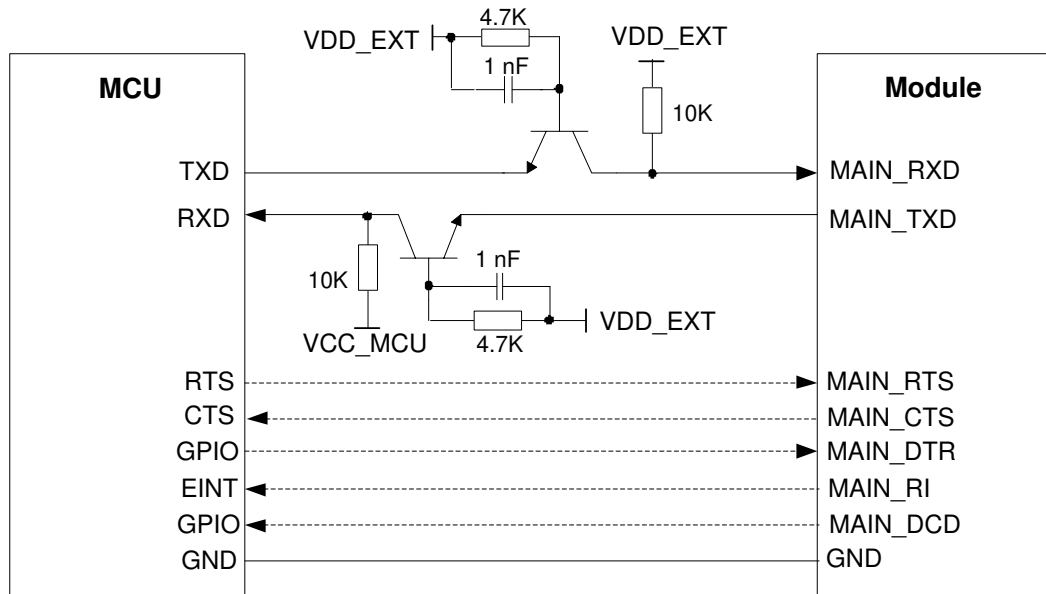 4.7K
VDD_EXT
VDD_EXT
1 nF
MCU
Module
10K
TXD
MAIN_RXD
RXD
MAIN_TXD
1 nF
10K
VDD_EXT
VCC_MCU
4.7K
RTS
MAIN_RTS
CTS
MAIN_CTS
GPIO
MAIN_DTR
EINT
MAIN_RI
GPIO
MAIN_DCD
GND
GND